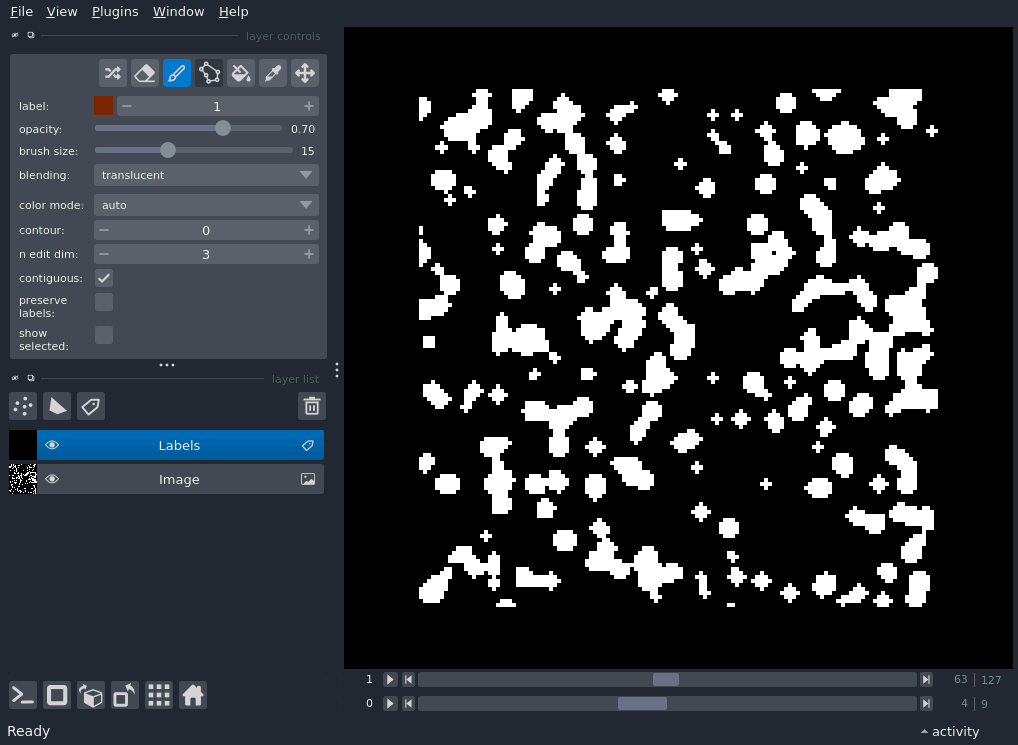 File View Plugins Window Help
layer controls
label: 1
opacity: 0.70
brush size: 15
blending: translucent
color mode: auto
contour: 0
n edit dim: 3
contiguous:
preserve
labels:
show
selected:
layer list
Labels
Image
1 63 127
0 4 9
Ready activity